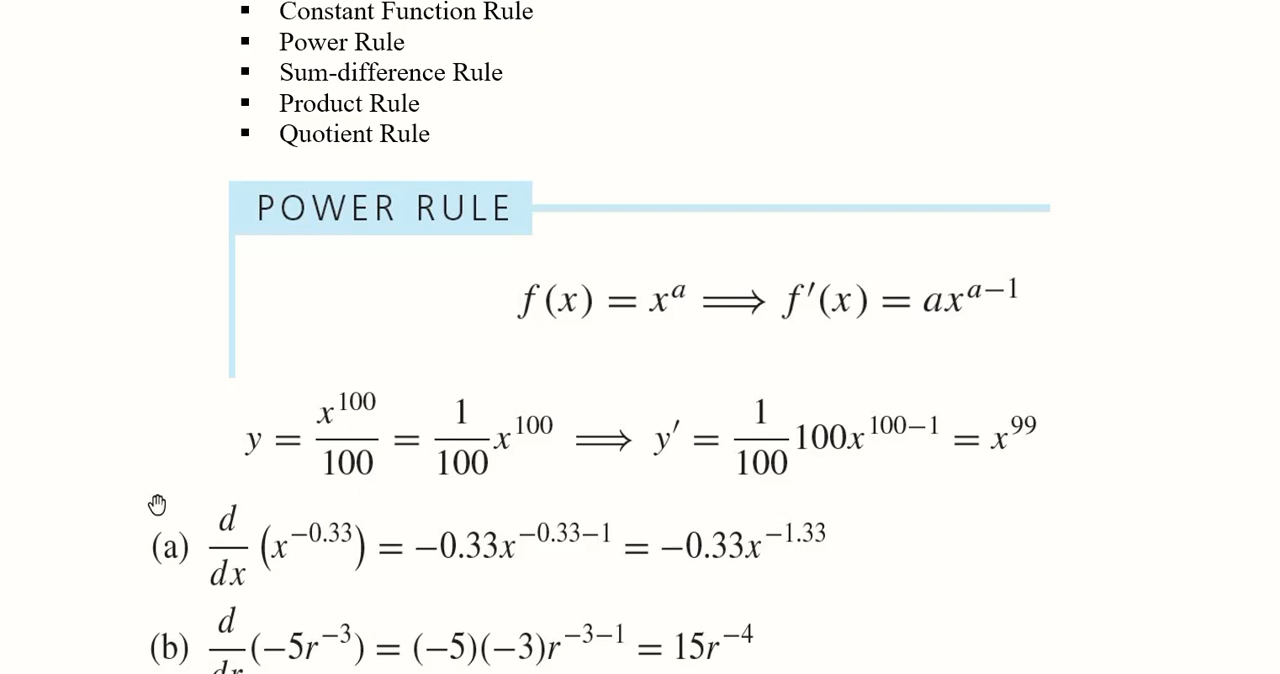 ▪ Constant Function Rule
▪ Power Rule
▪ Sum-difference Rule
▪ Product Rule
▪ Quotient Rule
POWER RULE
f(x) = x^a ⟹ f′(x) = ax^{a−1}
y = x^{100}/100 = 1/100 x^{100} ⟹ y′ = 1/100 100x^{100−1} = x^{99}
(a) d/dx (x^{−0.33}) = −0.33x^{−0.33−1} = −0.33x^{−1.33}
(b) d/dr (−5r^{−3}) = (−5)(−3)r^{−3−1} = 15r^{−4}